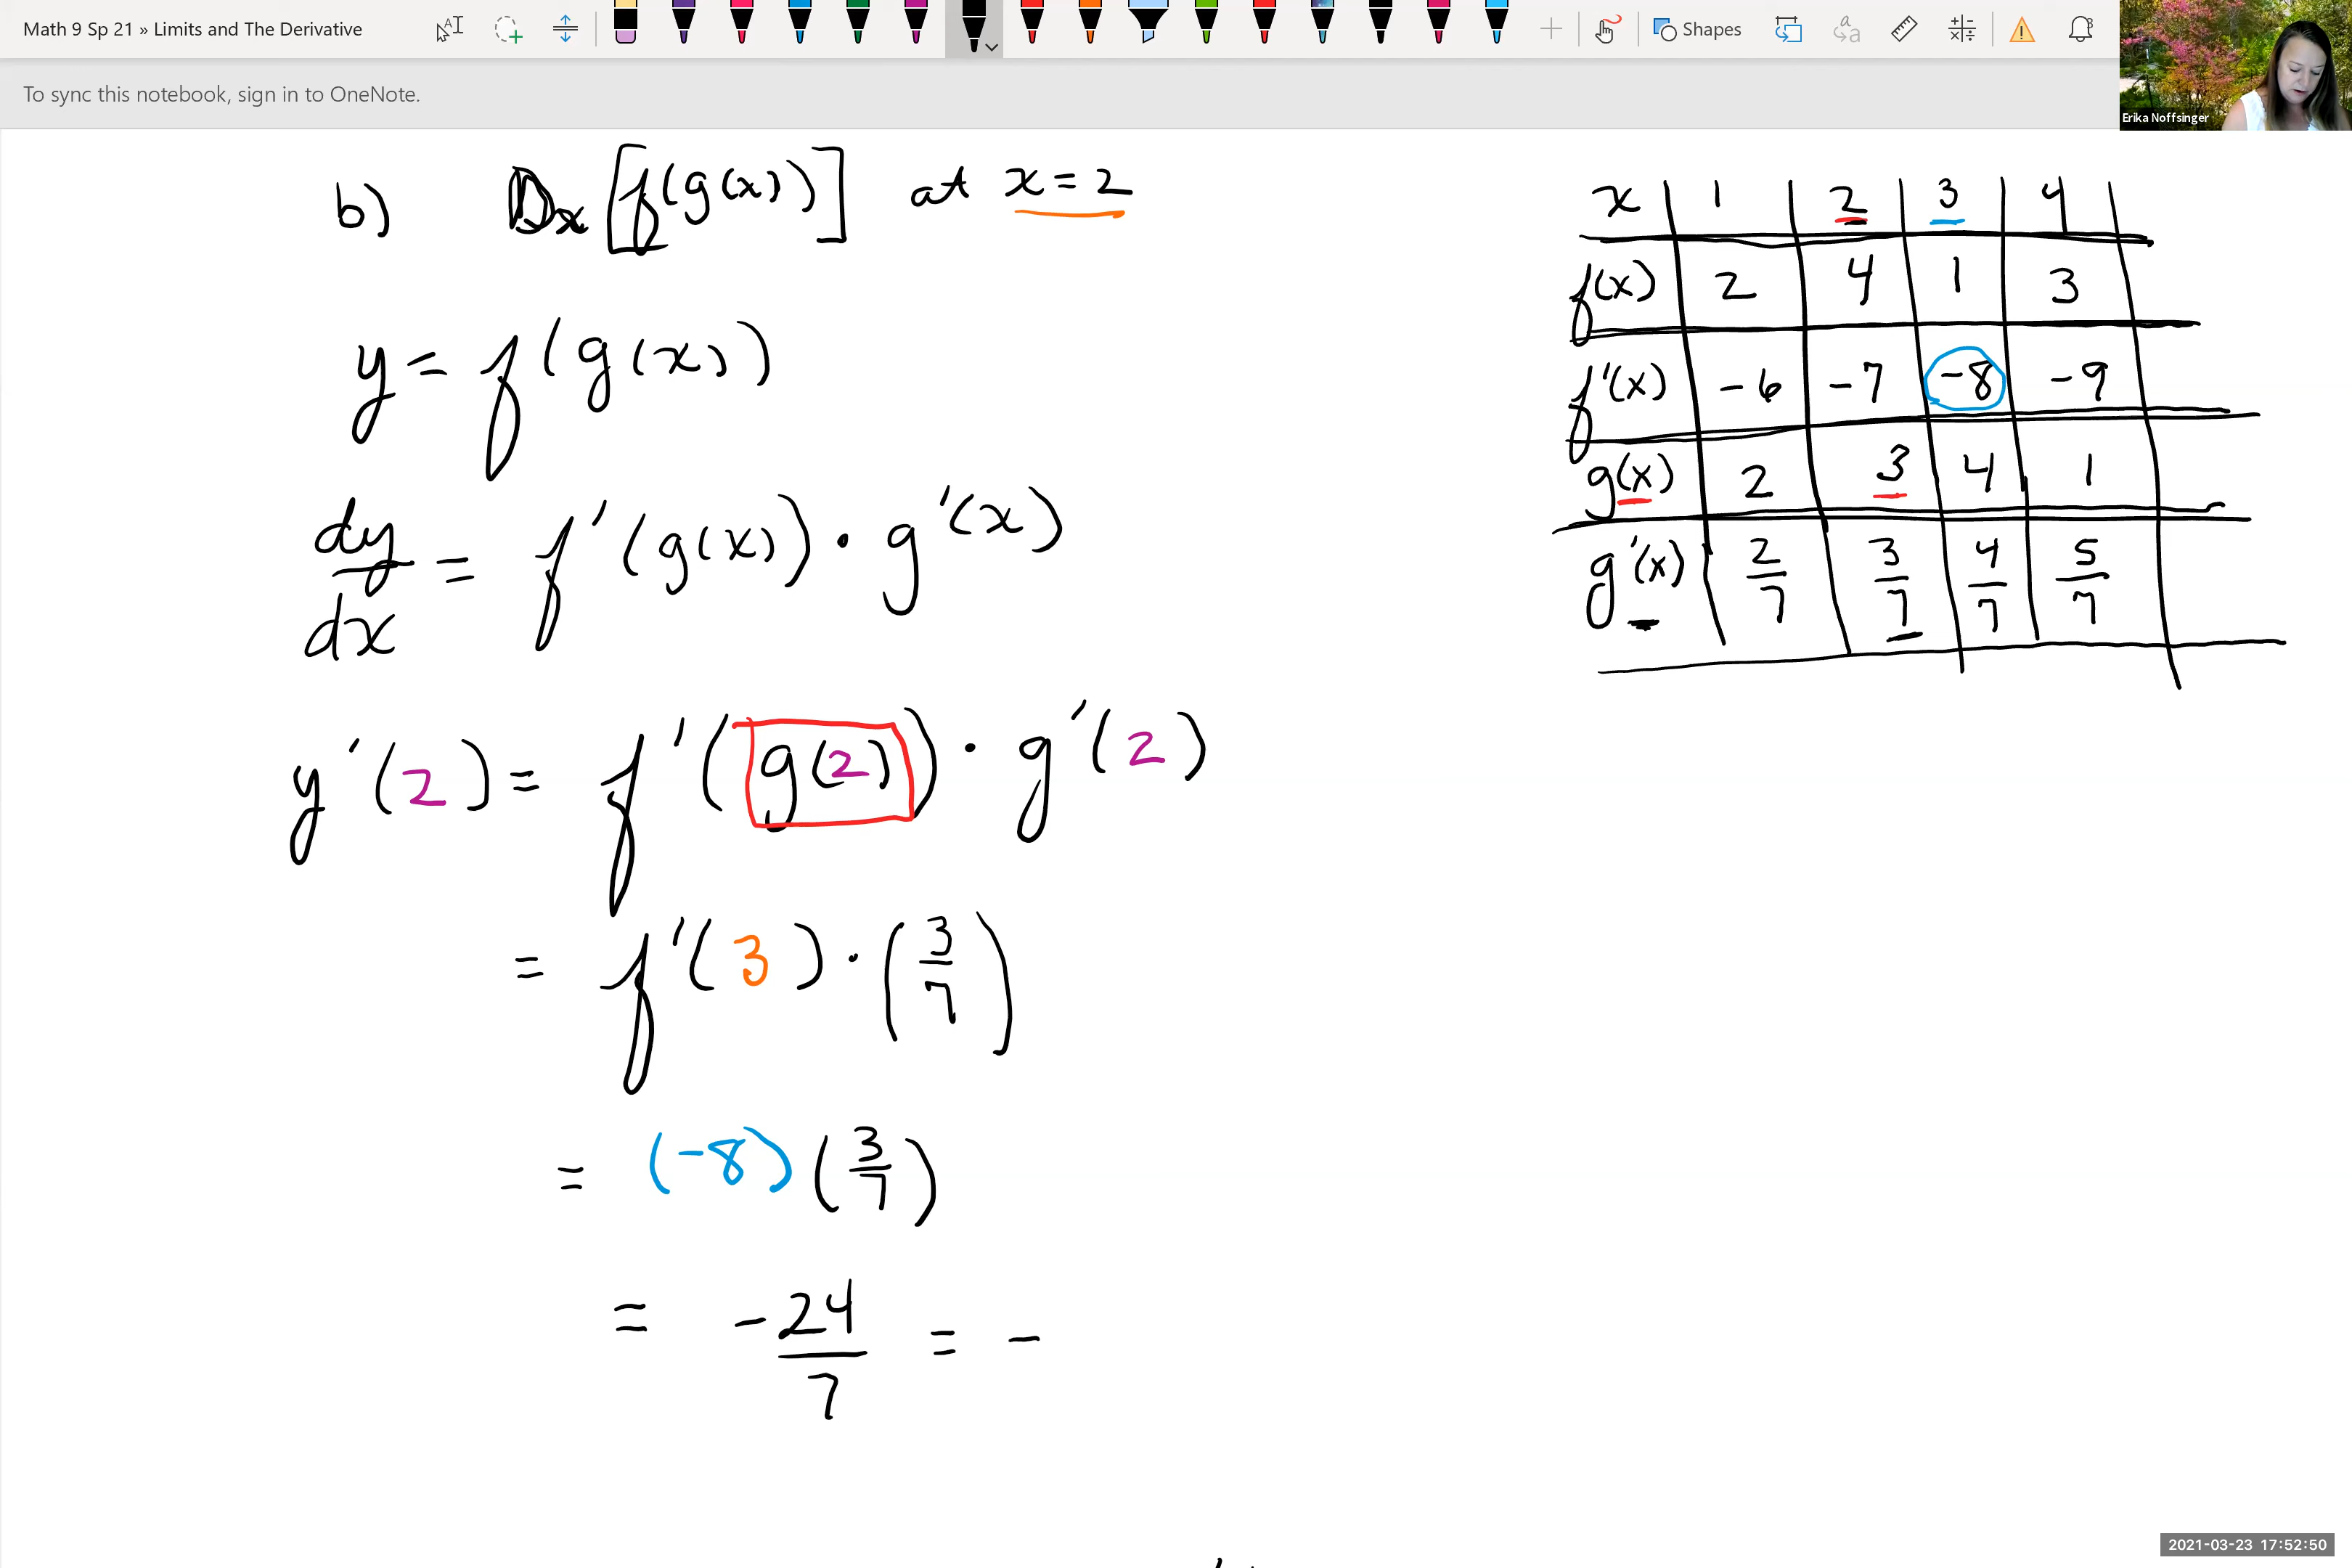 Math 9 Sp 21 » Limits and The Derivative
Shapes
To sync this notebook, sign in to OneNote.
Erika Noffsinger
b) Dx [f(g(x))] at x = 2
y = f(g(x))
dy/dx = f'(g(x)) · g'(x)
y'(2) = f'(g(2)) · g'(2)
= f'(3) · (3/7)
= (-8)(3/7)
= -24/7 = -
x 1 2 3 4
f(x) 2 4 1 3
f'(x) -6 -7 -8 -9
g(x) 2 3 4 1
g'(x) 2/7 3/7 4/7 5/7
2021-03-23 17:52:50